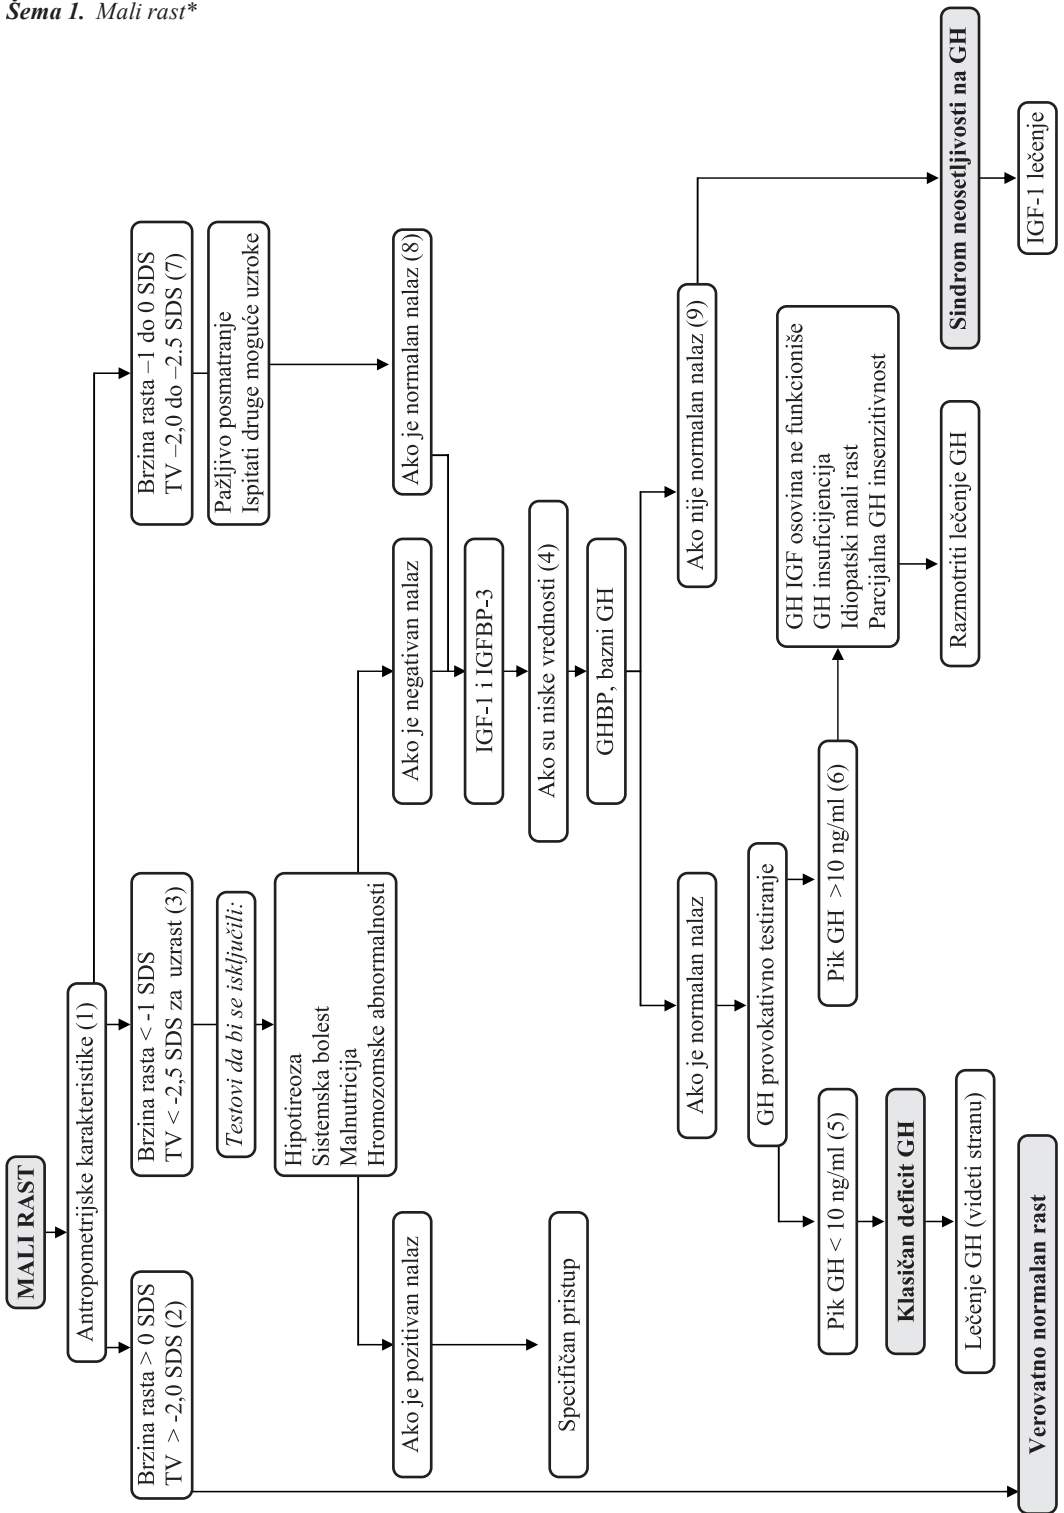 Šema 1. Mali rast*
MALI RAST
Antropometrijske karakteristike (1)
Brzina rasta > 0 SDS
TV > -2,0 SDS (2)
Brzina rasta < -1 SDS
TV < -2,5 SDS za uzrast (3)
Brzina rasta –1 do 0 SDS
TV –2,0 do –2.5 SDS (7)
Testovi da bi se isključili:
Pažljivo posmatranje
Ispitati druge moguće uzroke
Hipotireoza
Sistemska bolest
Malnutricija
Hromozomske abnormalnosti
Ako je pozitivan nalaz
Ako je negativan nalaz
Ako je normalan nalaz (8)
IGF-1 i IGFBP-3
Specifičan pristup
Ako su niske vrednosti (4)
GHBP, bazni GH
Ako je normalan nalaz
Ako nije normalan nalaz (9)
GH provokativno testiranje
Pik GH < 10 ng/ml (5)
Pik GH >10 ng/ml (6)
GH IGF osovina ne funkcioniše
GH insuficijencija
Idiopatski mali rast
Parcijalna GH insenzitivnost
Klasičan deficit GH
Lečenje GH (videti stranu)
Razmotriti lečenje GH
Sindrom neosetljivosti na GH
Verovatno normalan rast
IGF-1 lečenje